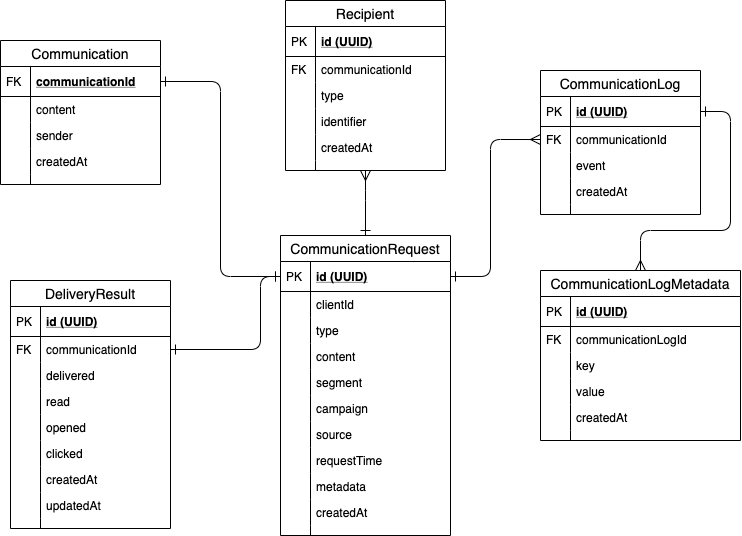 Recipient
PK id (UUID)
FK communicationId
type
identifier
createdAt
Communication
FK communicationId
content
sender
createdAt
CommunicationLog
PK id (UUID)
FK communicationId
event
createdAt
CommunicationRequest
PK id (UUID)
clientId
type
content
segment
campaign
source
requestTime
metadata
createdAt
DeliveryResult
PK id (UUID)
FK communicationId
delivered
read
opened
clicked
createdAt
updatedAt
CommunicationLogMetadata
PK id (UUID)
FK communicationLogId
key
value
createdAt